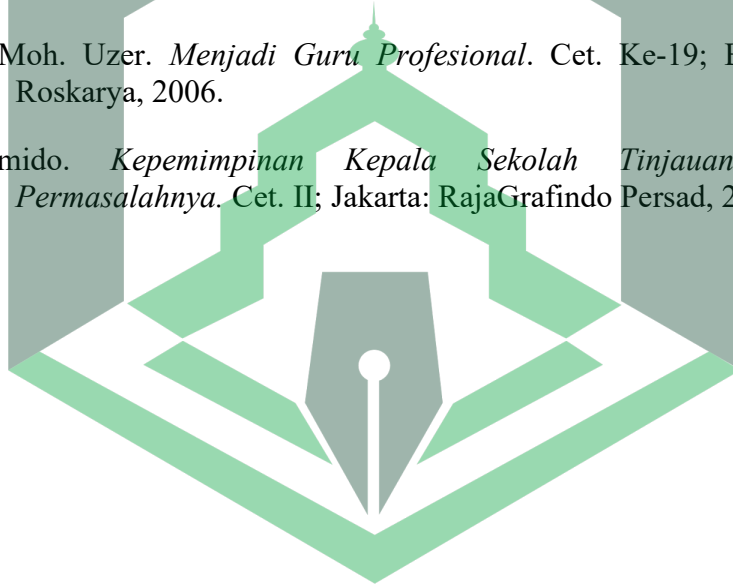 Moh. Uzer. Menjadi Guru Profesional. Cet. Ke-19;
Roskarya, 2006.
mido. Kepemimpinan Kepala Sekolah Tinjauan
Permasalahnya. Cet. II; Jakarta: RajaGrafindo Persad, 2